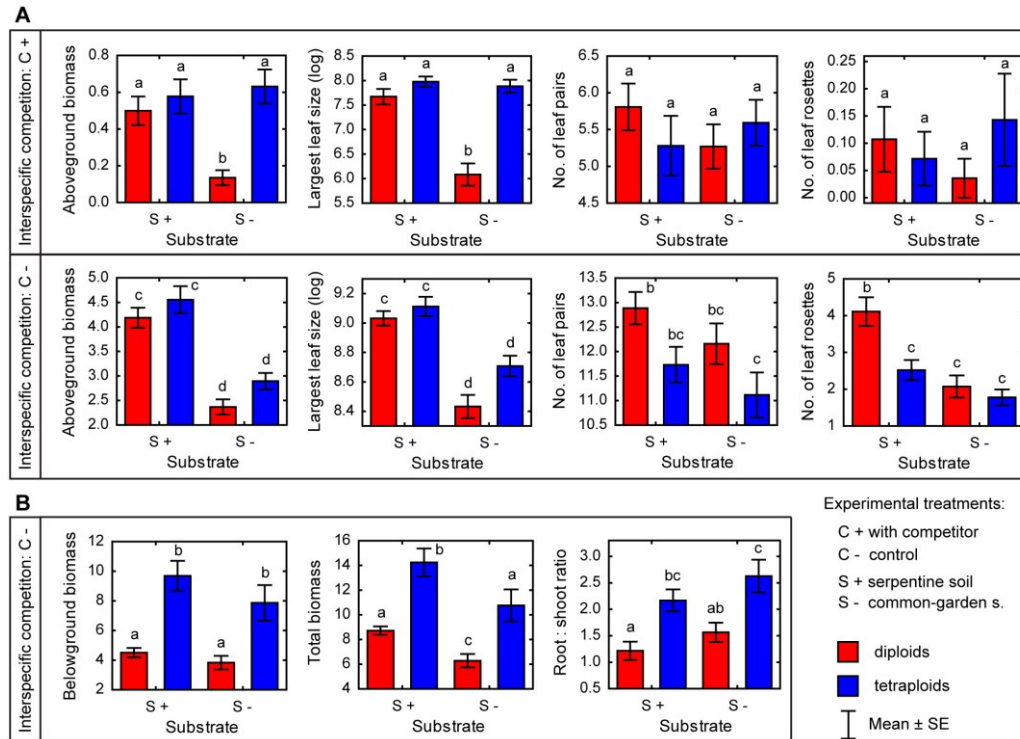 A
Interspecific competiton: C +
Aboveground biomass
0.8
0.6
0.4
0.2
0.0
a
a
b
a
S +
S -
Substrate
Largest leaf size (log)
8.5
8.0
7.5
7.0
6.5
6.0
5.5
a
a
b
a
S +
S -
Substrate
No. of leaf pairs
6.5
6.0
5.5
5.0
4.5
a
a
a
a
S +
S -
Substrate
No. of leaf rosettes
0.25
0.20
0.15
0.10
0.05
0.00
a
a
a
a
S +
S -
Substrate
Interspecific competition: C -
Aboveground biomass
5.0
4.5
4.0
3.5
3.0
2.5
2.0
c
c
d
d
S +
S -
Substrate
Largest leaf size (log)
9.2
9.0
8.8
8.6
8.4
c
c
d
d
S +
S -
Substrate
No. of leaf pairs
13.5
13.0
12.5
12.0
11.5
11.0
10.5
b
bc
bc
c
S +
S -
Substrate
No. of leaf rosettes
5
4
3
2
1
b
c
c
c
S +
S -
Substrate
B
Interspecific competition: C -
Belowground biomass
12
10
8
6
4
2
a
b
a
b
S +
S -
Substrate
Total biomass
16
14
12
10
8
6
4
a
b
c
a
S +
S -
Substrate
Root : shoot ratio
3.0
2.5
2.0
1.5
1.0
0.5
a
bc
ab
c
S +
S -
Substrate
Experimental treatments:
C + with competitor
C - control
S + serpentine soil
S - common-garden s.
diploids
tetraploids
Mean ± SE